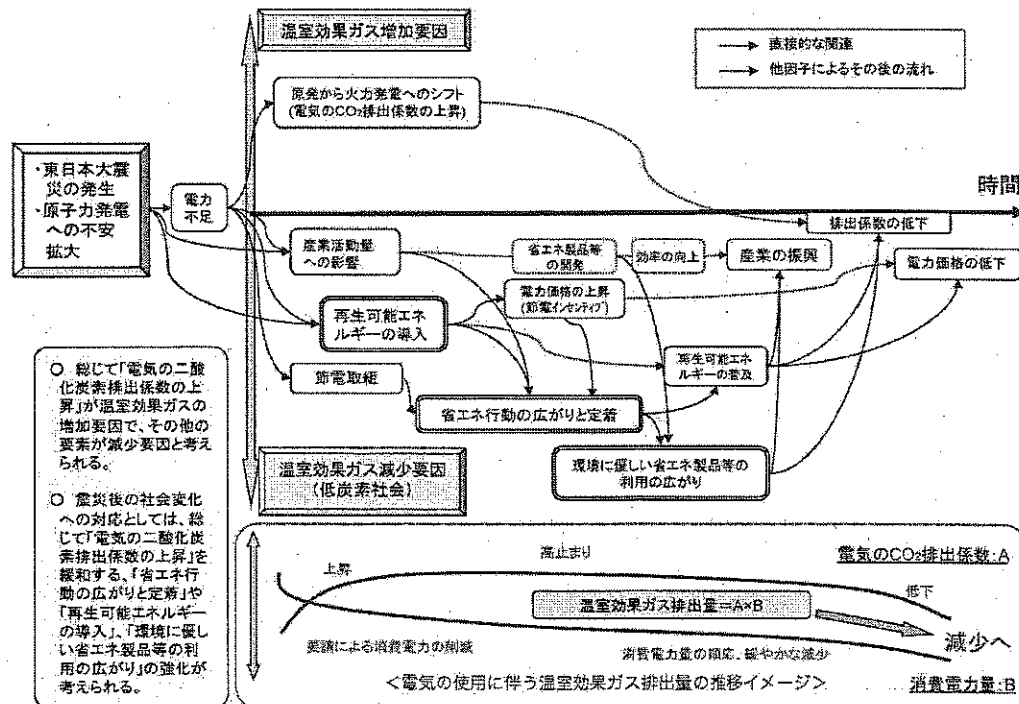 温室効果ガス増加要因
直接的な関連
他因子によるその後の流れ
原発から火力発電へのシフト
(電気のCO₂排出係数の上昇)
・東日本大震
災の発生
・原子力発電
への不安
拡大
電力
不足
時間
排出係数の低下
産業活動量
への影響
省エネ製品等
の開発
効率の向上
産業の振興
電力価格の低下
電力価格の上昇
(節電インセンティブ)
再生可能エネ
ルギーの導入
再生可能エネ
ルギーの普及
節電取組
省エネ行動の広がりと定着
環境に優しい省エネ製品等の
利用の広がり
温室効果ガス減少要因
(低炭素社会)
○ 総じて「電気の二酸
化炭素排出係数の上
昇」が温室効果ガスの
増加要因で、その他の
要素が減少要因と考え
られる。
○ 震災後の社会変化
への対応としては、総
じて「電気の二酸化炭
素排出係数の上昇」を
緩和する、「省エネ行
動の広がりと定着」や
「再生可能エネルギー
の導入」、「環境に優し
い省エネ製品等の利
用の広がり」の強化が
考えられる。
高止まり
電気のCO₂排出係数:A
上昇
低下
温室効果ガス排出量=A×B
減少へ
要請による消費電力の削減
消費電力量の順応、緩やかな減少
<電気の使用に伴う温室効果ガス排出量の推移イメージ>
消費電力量:B